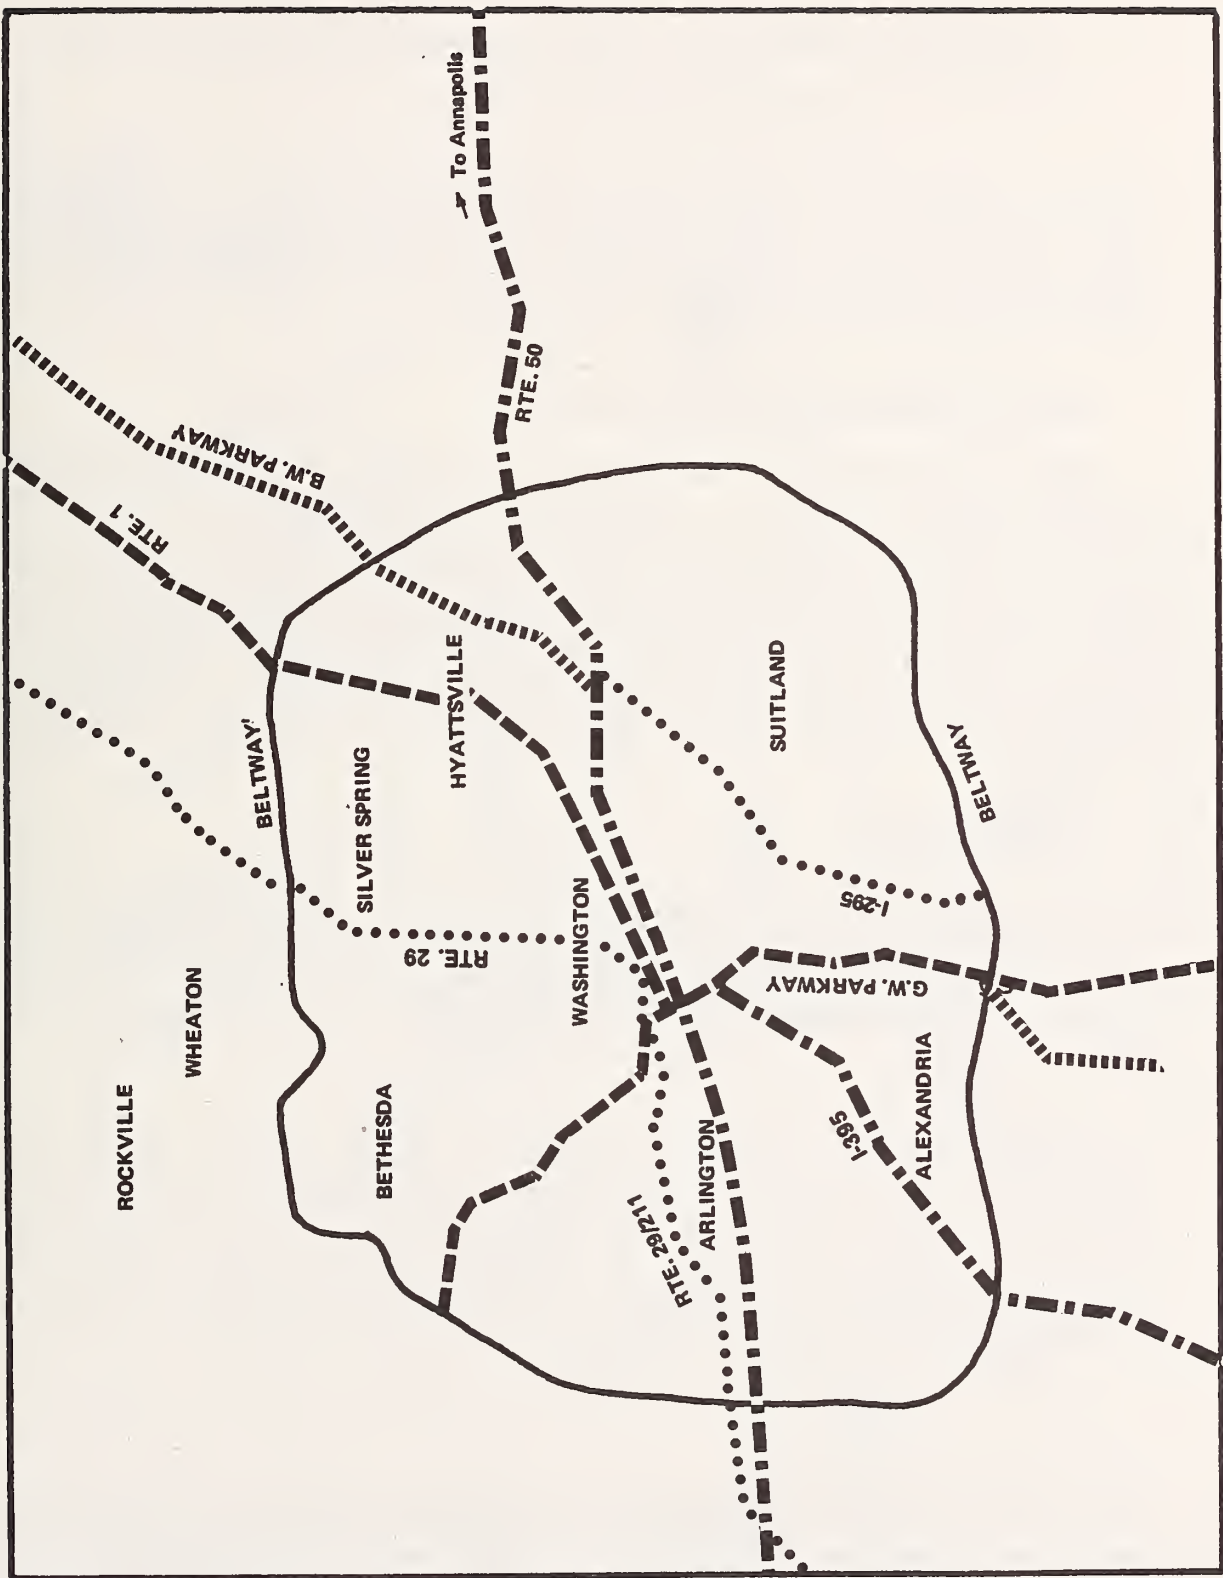 ROCKVILLE
WHEATON
BETHESDA
BELTWAY
SILVER SPRING
RTE. 29
RTE. 1
B.W. PARKWAY
HYATTSVILLE
To Annapolis
RTE. 50
WASHINGTON
RTE. 29/211
ARLINGTON
SUITLAND
G.W. PARKWAY
I-295
I-395
ALEXANDRIA
BELTWAY